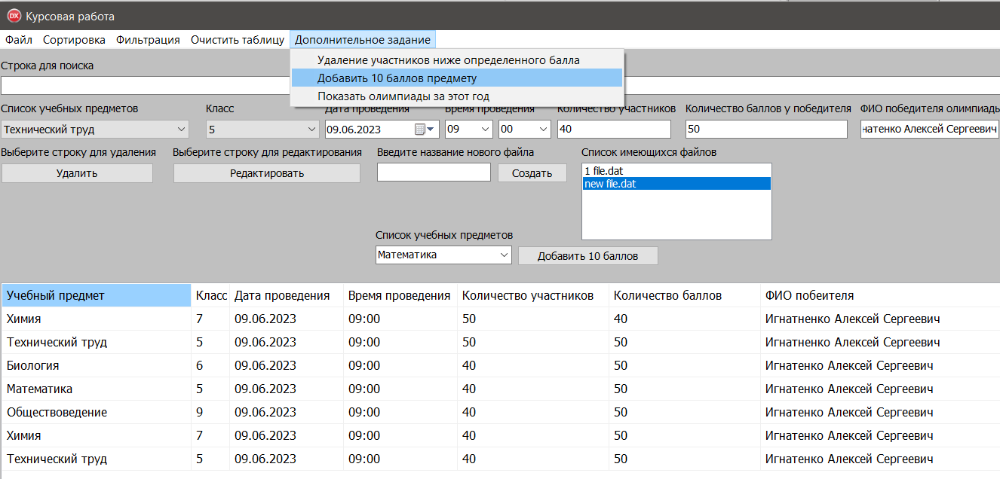 DX Курсовая работа
Файл Сортировка Фильтрация Очистить таблицу Дополнительное задание
Удаление участников ниже определенного балла
Добавить 10 баллов предмету
Показать олимпиады за этот год
Строка для поиска
Список учебных предметов Класс Дата проведения Время проведения Количество участников Количество баллов у победителя ФИО победителя олимпиады
Технический труд 5 09.06.2023 09 00 40 50 натенко Алексей Сергеевич
Выберите строку для удаления Выберите строку для редактирования Введите название нового файла Список имеющихся файлов
Удалить Редактировать Создать
1 file.dat
new file.dat
Список учебных предметов
Математика Добавить 10 баллов
Учебный предмет Класс Дата проведения Время проведения Количество участников Количество баллов ФИО побеителя
Химия 7 09.06.2023 09:00 50 40 Игнатненко Алексей Сергеевич
Технический труд 5 09.06.2023 09:00 50 50 Игнатненко Алексей Сергеевич
Биология 6 09.06.2023 09:00 40 50 Игнатенко Алексей Сергеевич
Математика 5 09.06.2023 09:00 40 50 Игнатенко Алексей Сергеевич
Обществоведение 9 09.06.2023 09:00 40 50 Игнатенко Алексей Сергеевич
Химия 7 09.06.2023 09:00 40 50 Игнатенко Алексей Сергеевич
Технический труд 5 09.06.2023 09:00 40 50 Игнатенко Алексей Сергеевич